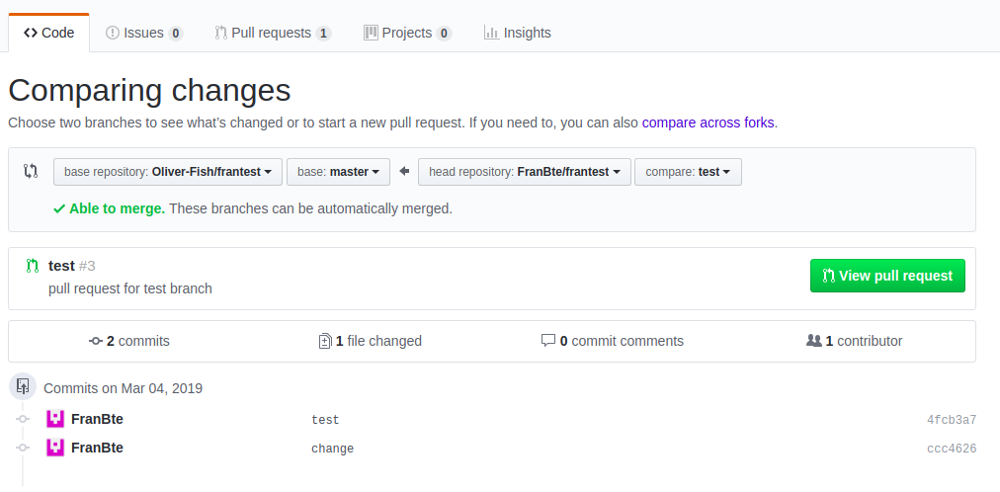 Code Issues 0 Pull requests 1 Projects 0 Insights
Comparing changes
Choose two branches to see what's changed or to start a new pull request. If you need to, you can also compare across forks.
base repository: Oliver-Fish/frantest base: master head repository: FranBte/frantest compare: test
Able to merge. These branches can be automatically merged.
test #3
pull request for test branch
View pull request
2 commits 1 file changed 0 commit comments 1 contributor
Commits on Mar 04, 2019
FranBte test 4fcb3a7
FranBte change ccc4626